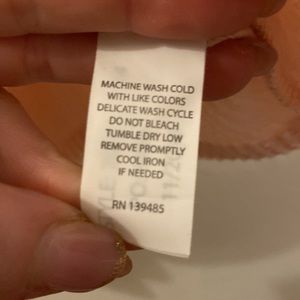 MACHINE WASH COLD
WITH LIKE COLORS
DELICATE WASH CYCLE
DO NOT BLEACH
TUMBLE DRY LOW
REMOVE PROMPTLY
COOL IRON
IF NEEDED
RN 139485